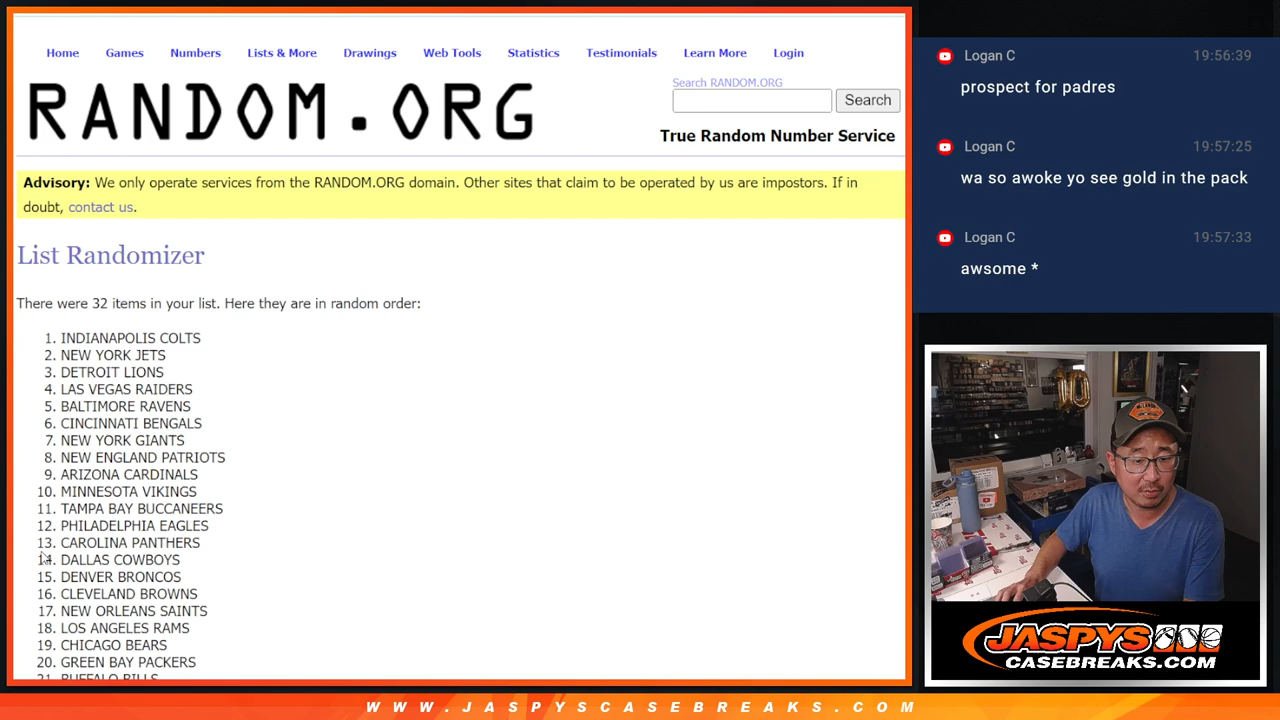 Home Games Numbers Lists & More Drawings Web Tools Statistics Testimonials Learn More Login
RANDOM.ORG
Search RANDOM.ORG
Search
True Random Number Service
Advisory: We only operate services from the RANDOM.ORG domain. Other sites that claim to be operated by us are impostors. If in
doubt, contact us.
List Randomizer
There were 32 items in your list. Here they are in random order:
1. INDIANAPOLIS COLTS
2. NEW YORK JETS
3. DETROIT LIONS
4. LAS VEGAS RAIDERS
5. BALTIMORE RAVENS
6. CINCINNATI BENGALS
7. NEW YORK GIANTS
8. NEW ENGLAND PATRIOTS
9. ARIZONA CARDINALS
10. MINNESOTA VIKINGS
11. TAMPA BAY BUCCANEERS
12. PHILADELPHIA EAGLES
13. CAROLINA PANTHERS
14. DALLAS COWBOYS
15. DENVER BRONCOS
16. CLEVELAND BROWNS
17. NEW ORLEANS SAINTS
18. LOS ANGELES RAMS
19. CHICAGO BEARS
20. GREEN BAY PACKERS
21. BUFFALO BILLS
Logan C 19:56:39
prospect for padres
Logan C 19:57:25
wa so awoke yo see gold in the pack
Logan C 19:57:33
awsome *
10
JASPYS
CASEBREAKS.COM
WWW.JASPYSCASEBREAKS.COM